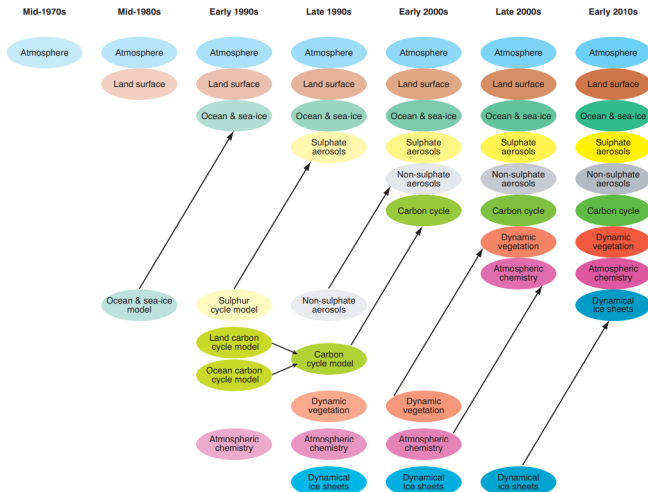 Mid-1970s Mid-1980s Early 1990s Late 1990s Early 2000s Late 2000s Early 2010s
Atmosphere Atmosphere Atmosphere Atmosphere Atmosphere Atmosphere Atmosphere
Land surface Land surface Land surface Land surface Land surface Land surface
Ocean & sea-ice Ocean & sea-ice Ocean & sea-ice Ocean & sea-ice Ocean & sea-ice
Sulphate Sulphate Sulphate Sulphate
aerosols aerosols aerosols aerosols
Non-sulphate Non-sulphate Non-sulphate
aerosols aerosols aerosols
Carbon cycle Carbon cycle Carbon cycle
Dynamic Dynamic
vegetation vegetation
Atmospheric Atmospheric
chemistry chemistry
Ocean & sea-ice Sulphur Non-sulphate Dynamical
model cycle model aerosols ice sheets
Land carbon
cycle model
Carbon
cycle model
Ocean carbon
cycle model
Dynamic Dynamic
vegetation vegetation
Atmospheric Atmospheric Atmospheric
chemistry chemistry chemistry
Dynamical Dynamical Dynamical
ice sheets ice sheets ice sheets